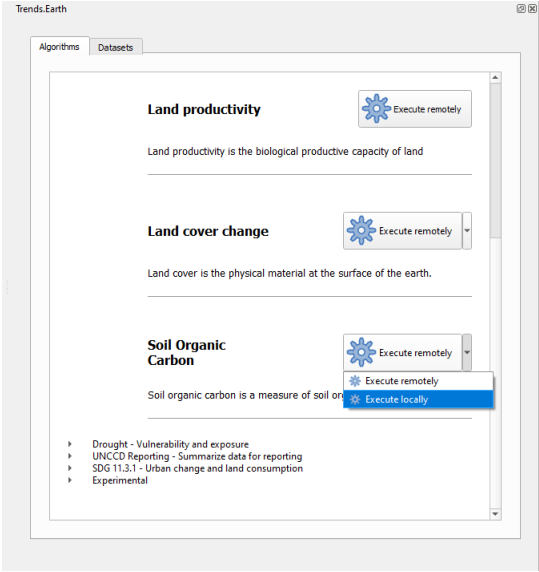 Trends.Earth
Algorithms
Datasets
Land productivity
Execute remotely
Land productivity is the biological productive capacity of land
Land cover change
Execute remotely
Land cover is the physical material at the surface of the earth.
Soil Organic
Carbon
Execute remotely
Execute remotely
Execute locally
Soil organic carbon is a measure of soil
Drought - Vulnerability and exposure
UNCCD Reporting - Summarize data for reporting
SDG 11.3.1 - Urban change and land consumption
Experimental